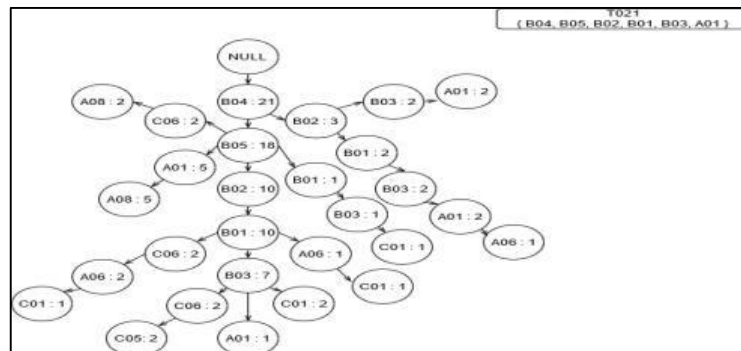 T021
{ B04, B05, B02, B01, B03, A01 }
NULL
A08 : 2
B04 : 21
B03 : 2
A01 : 2
C06 : 2
B02 : 3
B05 : 18
B01 : 2
A01 : 5
B01 : 1
B03 : 2
A08 : 5
B02 : 10
B03 : 1
A01 : 2
B01 : 10
A06 : 1
C06 : 2
A06 : 1
C01 : 1
A06 : 2
B03 : 7
C01 : 1
C01 : 1
C06 : 2
C01 : 2
C05: 2
A01 : 1